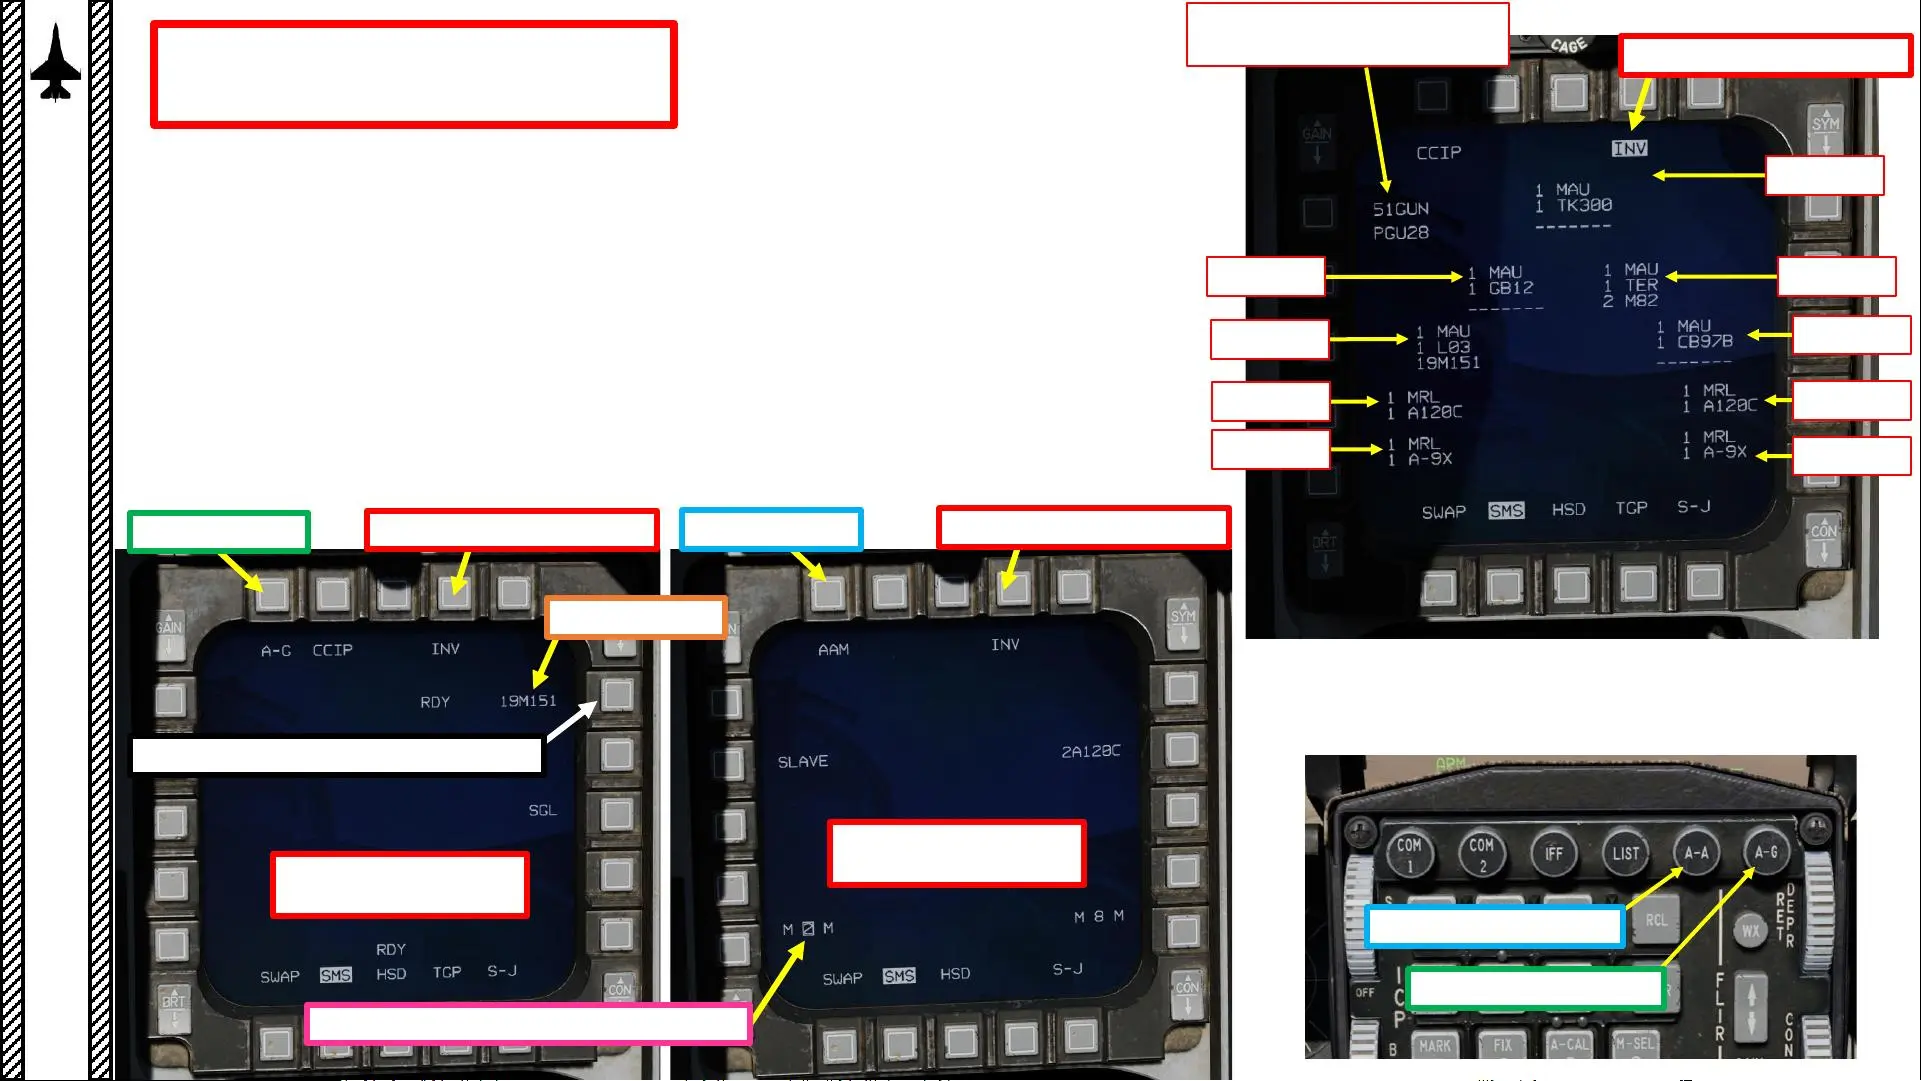 CAGE
GAIN
SYM
CCIP
INV
1 MAU
1 TK300
-------
51GUN
PGU28
1 MAU
1 GB12
-------
1 MAU
1 TER
2 M82
1 MAU
1 L03
19M151
1 MAU
1 CB97B
-------
1 MRL
1 A120C
1 MRL
1 A120C
1 MRL
1 A-9X
1 MRL
1 A-9X
SWAP SMS HSD TGP S-J
BRT
CON
GAIN
A-G CCIP INV
RDY 19M151
SGL
RDY
SWAP SMS HSD TGP S-J
BRT
CON
SYM
AAM INV
SLAVE
2A120C
M 2 M
M 8 M
SWAP SMS HSD S-J
CON
ARM
COM 1
COM 2
IFF
LIST
A-A
A-G
RCL
WX
RET
DEPR
OFF
ICP
FLIR
MARK
FIX
A-CAL
M-SEL